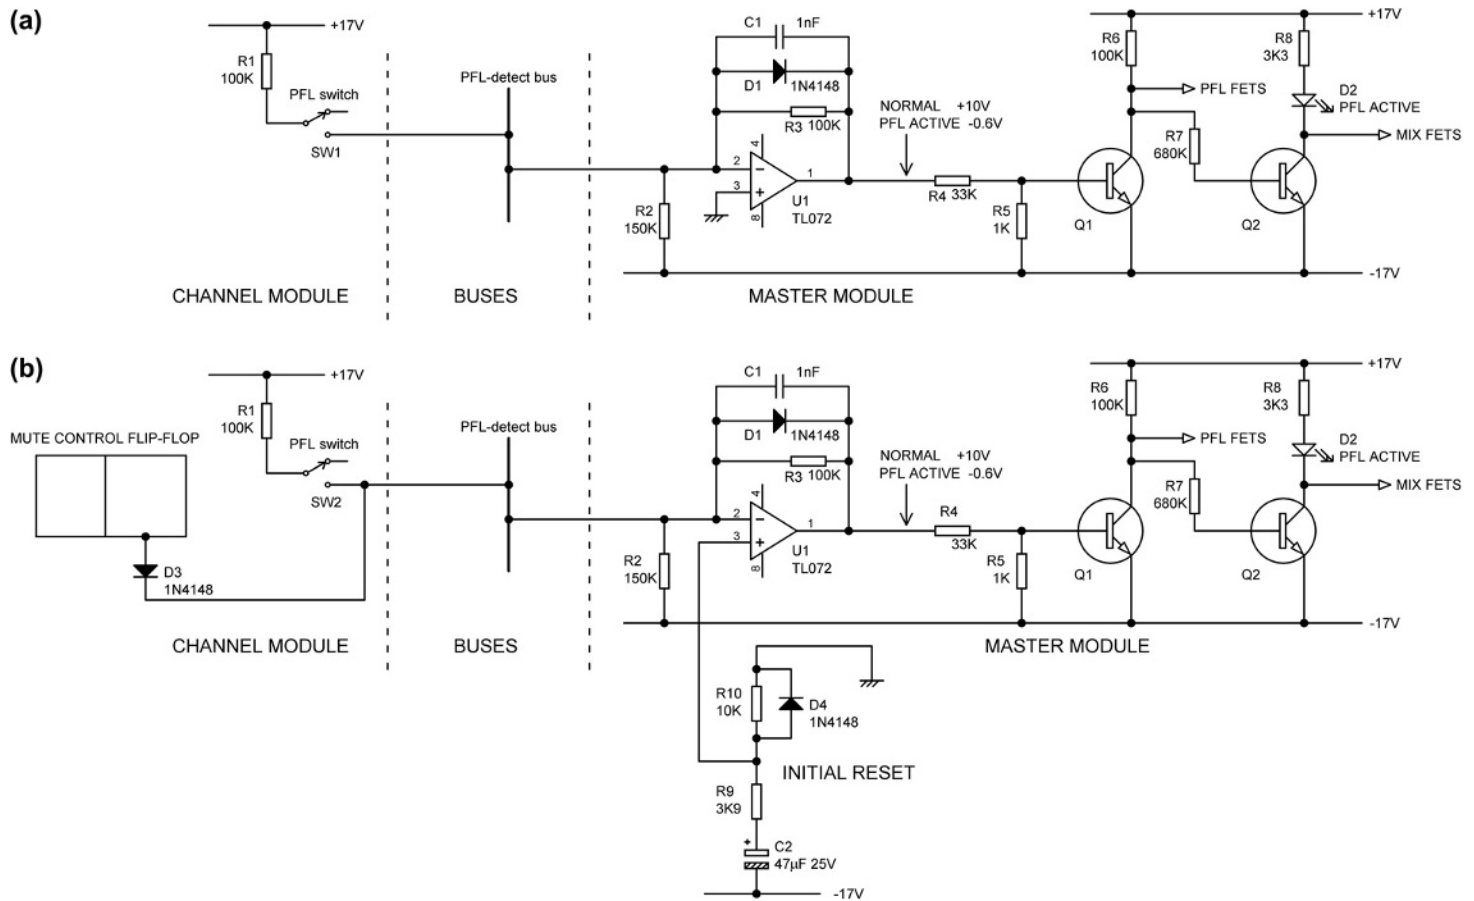 (a)
+17V
R1
100K
PFL switch
SW1
PFL-detect bus
C1 1nF
D1 1N4148
R3 100K
2
3
4
8
1
U1
TL072
R2
150K
NORMAL +10V
PFL ACTIVE -0.6V
R4 33K
R5
1K
R6
100K
+17V
PFL FETS
R7
680K
R8
3K3
D2
PFL ACTIVE
MIX FETS
Q1
Q2
-17V
CHANNEL MODULE
BUSES
MASTER MODULE
(b)
+17V
MUTE CONTROL FLIP-FLOP
R1
100K
PFL switch
SW2
D3
1N4148
PFL-detect bus
C1 1nF
D1 1N4148
R3 100K
2
3
4
8
1
U1
TL072
R2
150K
NORMAL +10V
PFL ACTIVE -0.6V
R4
33K
R5
1K
R6
100K
+17V
PFL FETS
R7
680K
R8
3K3
D2
PFL ACTIVE
MIX FETS
Q1
Q2
-17V
CHANNEL MODULE
BUSES
MASTER MODULE
R10
10K
D4
1N4148
INITIAL RESET
R9
3K9
+
C2
47µF 25V
-17V